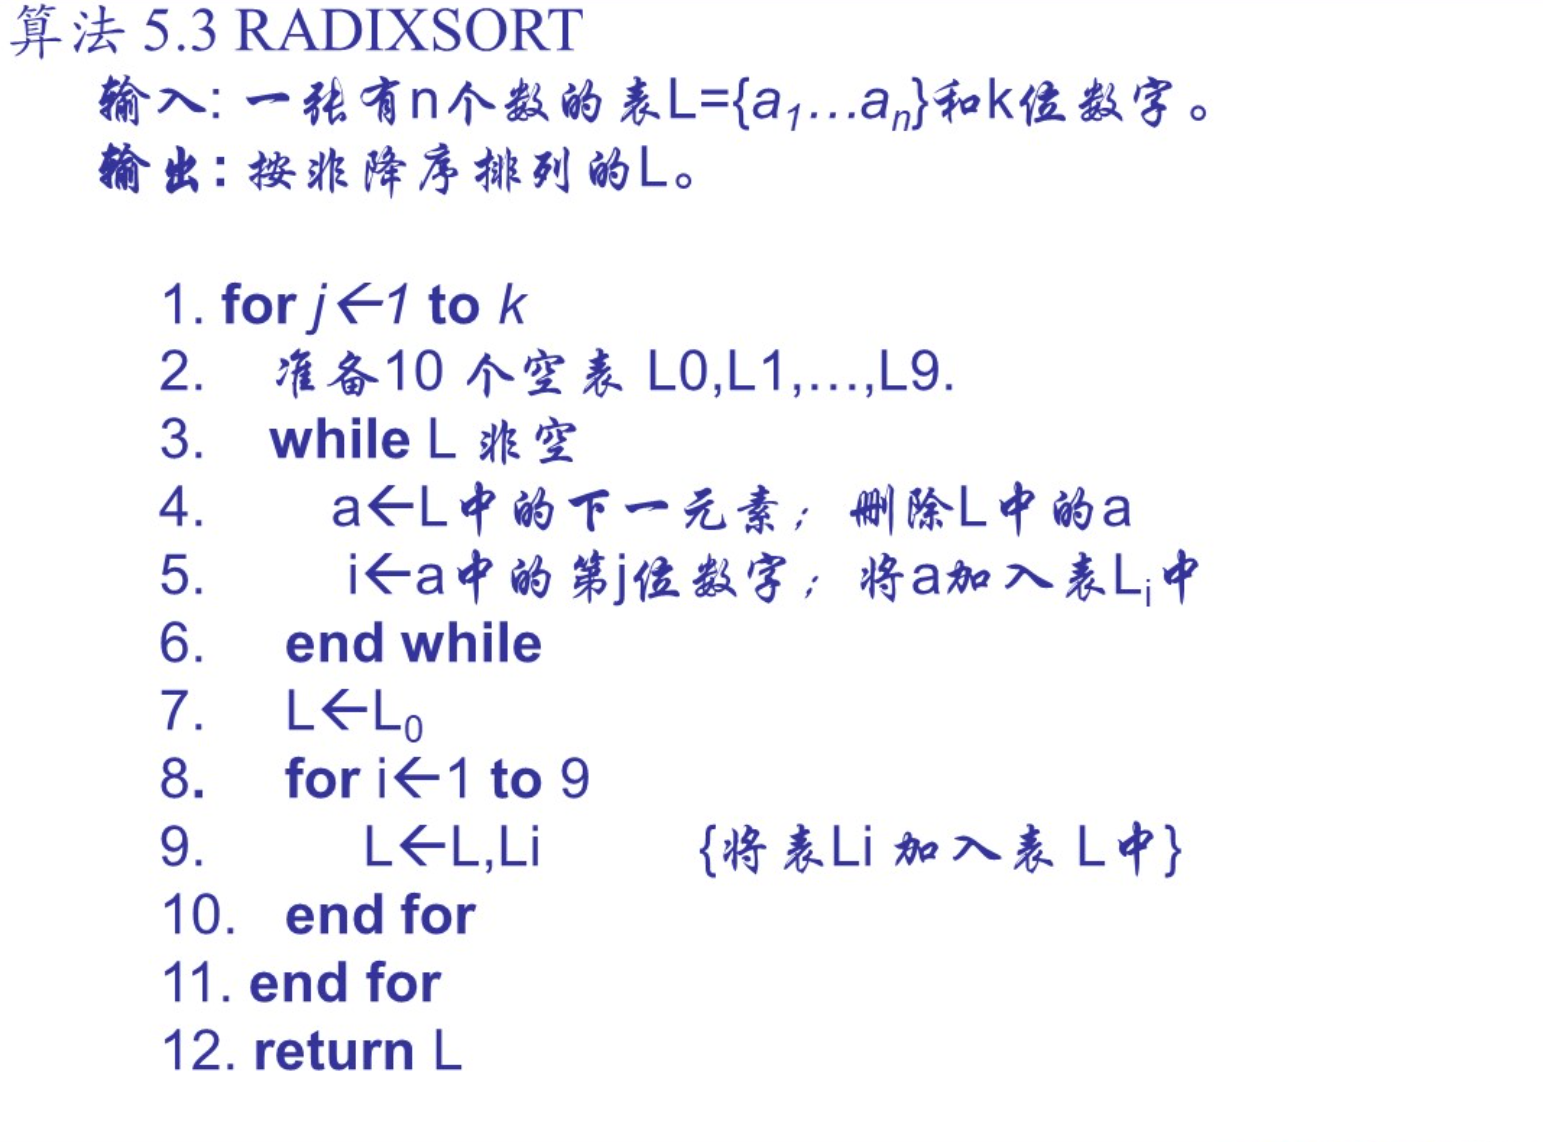 算法 5.3 RADIXSORT
输入: 一张有n个数的表L={a₁…aₙ}和k位数字。
输出: 按非降序排列的L。
1. for j←1 to k
2. 准备10 个空表 L0,L1,…,L9.
3. while L 非空
4. a←L中的下一元素; 删除L中的a
5. i←a中的第j位数字; 将a加入表Lᵢ中
6. end while
7. L←L₀
8. for i←1 to 9
9. L←L,Li {将表Li 加入表 L中}
10. end for
11. end for
12. return L